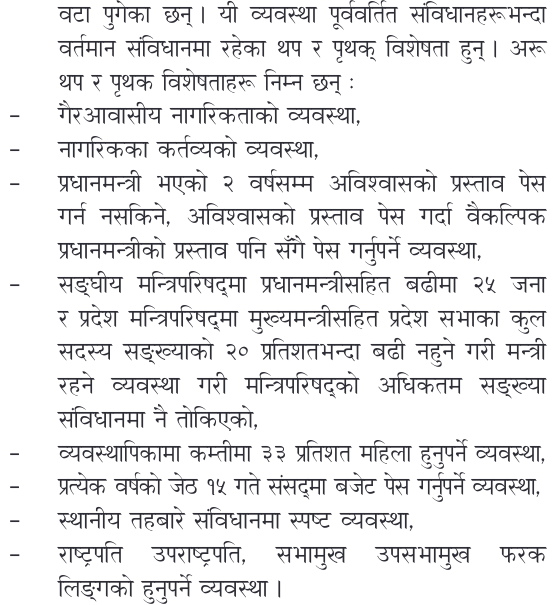 वटा पुगेका छन् । यी व्यवस्था पूर्ववर्तित संविधानहरूभन्दा
वर्तमान संविधानमा रहेका थप र पृथक् विशेषता हुन् । अरू
थप र पृथक विशेषताहरू निम्न छन् :
– गैरआवासीय नागरिकताको व्यवस्था,
– नागरिकका कर्तव्यको व्यवस्था,
– प्रधानमन्त्री भएको २ वर्षसम्म अविश्वासको प्रस्ताव पेस
गर्न नसकिने, अविश्वासको प्रस्ताव पेस गर्दा वैकल्पिक
प्रधानमन्त्रीको प्रस्ताव पनि सँगै पेस गर्नुपर्ने व्यवस्था,
– सङ्घीय मन्त्रिपरिषद्मा प्रधानमन्त्रीसहित बढीमा २५ जना
र प्रदेश मन्त्रिपरिषद्मा मुख्यमन्त्रीसहित प्रदेश सभाका कुल
सदस्य सङ्ख्याको २० प्रतिशतभन्दा बढी नहुने गरी मन्त्री
रहने व्यवस्था गरी मन्त्रिपरिषद्को अधिकतम सङ्ख्या
संविधानमा नै तोकिएको,
– व्यवस्थापिकामा कम्तीमा ३३ प्रतिशत महिला हुनुपर्ने व्यवस्था,
– प्रत्येक वर्षको जेठ १५ गते संसद्मा बजेट पेस गर्नुपर्ने व्यवस्था,
– स्थानीय तहबारे संविधानमा स्पष्ट व्यवस्था,
– राष्ट्रपति उपराष्ट्रपति, सभामुख उपसभामुख फरक
लिङ्गको हुनुपर्ने व्यवस्था ।